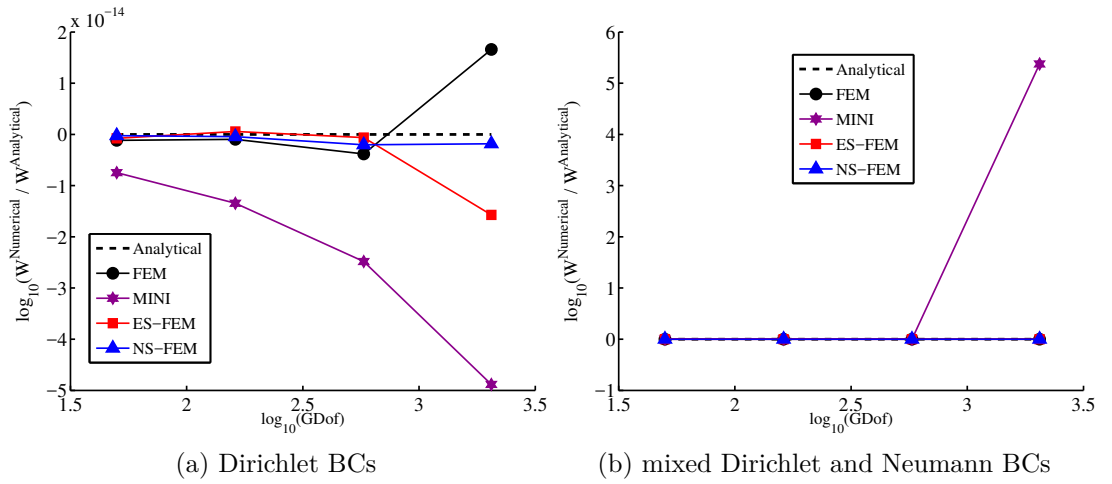 x 10^-14
2
1
0
−1
−2
−3
−4
−5
1.5
2
2.5
3
3.5
log10(GDof)
log10(W^Numerical / W^Analytical)
Analytical
FEM
MINI
ES−FEM
NS−FEM
(a) Dirichlet BCs
6
5
4
3
2
1
0
−1
1.5
2
2.5
3
3.5
log10(GDof)
log10(W^Numerical / W^Analytical)
Analytical
FEM
MINI
ES−FEM
NS−FEM
(b) mixed Dirichlet and Neumann BCs